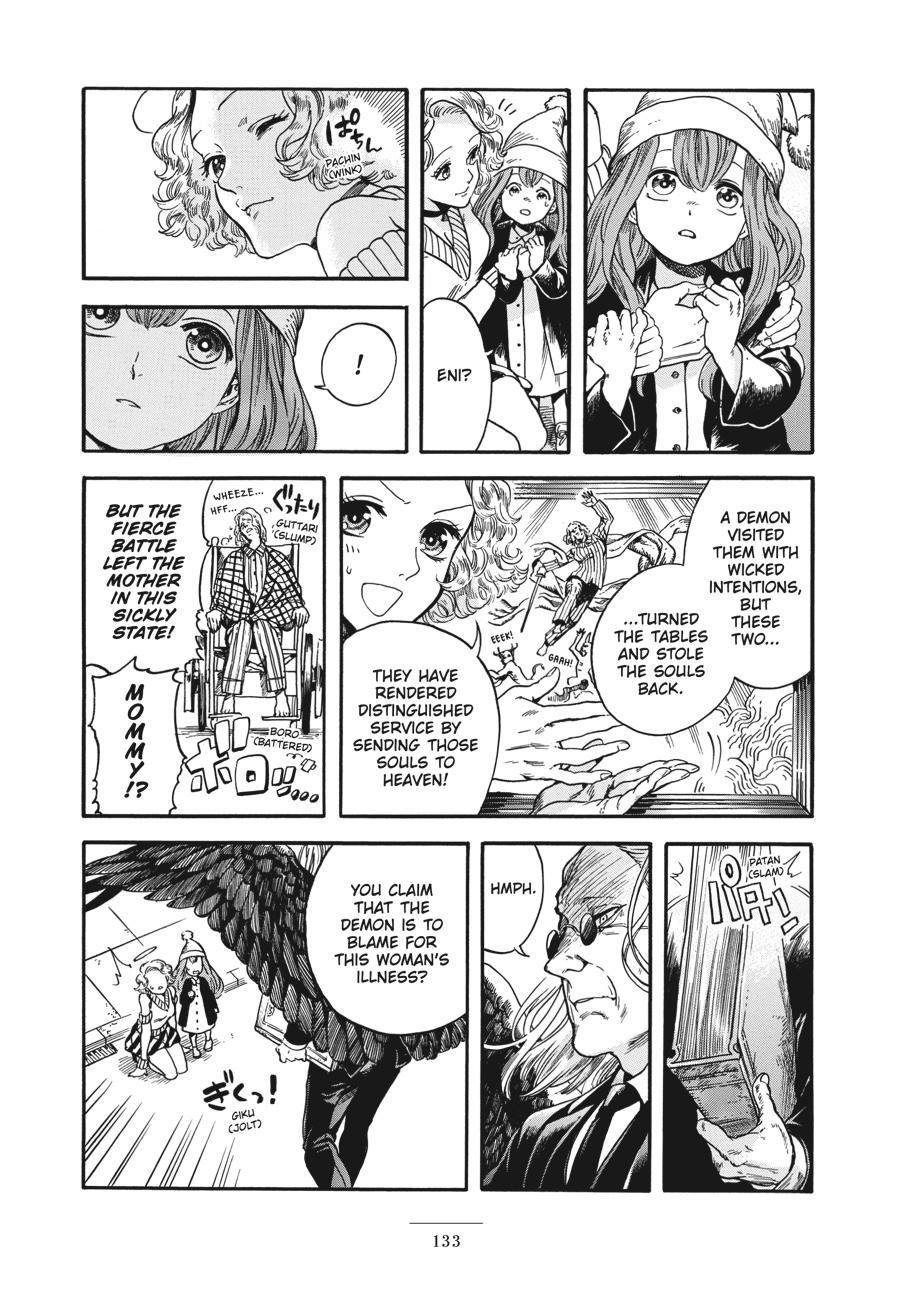 ENI?
ぱちん
PACHIN
(WINK)
!
A DEMON
VISITED
THEM WITH
WICKED
INTENTIONS,
BUT
THESE
TWO...
...TURNED
THE TABLES
AND STOLE
THE SOULS
BACK.
EEEK!
GAAH!
THEY HAVE
RENDERED
DISTINGUISHED
SERVICE BY
SENDING THOSE
SOULS TO
HEAVEN!
WHEEZE...
HFF...
ぐったり
GUTTARI
(SLUMP)
BUT THE
FIERCE
BATTLE
LEFT THE
MOTHER
IN THIS
SICKLY
STATE!
BORO
(BATTERED)
ボロッ...
MOMMY!?
パタン!
PATAN
(SLAM)
HMPH.
YOU CLAIM
THAT THE
DEMON IS TO
BLAME FOR
THIS WOMAN'S
ILLNESS?
ぎくっ!
GIKU
(JOLT)
133